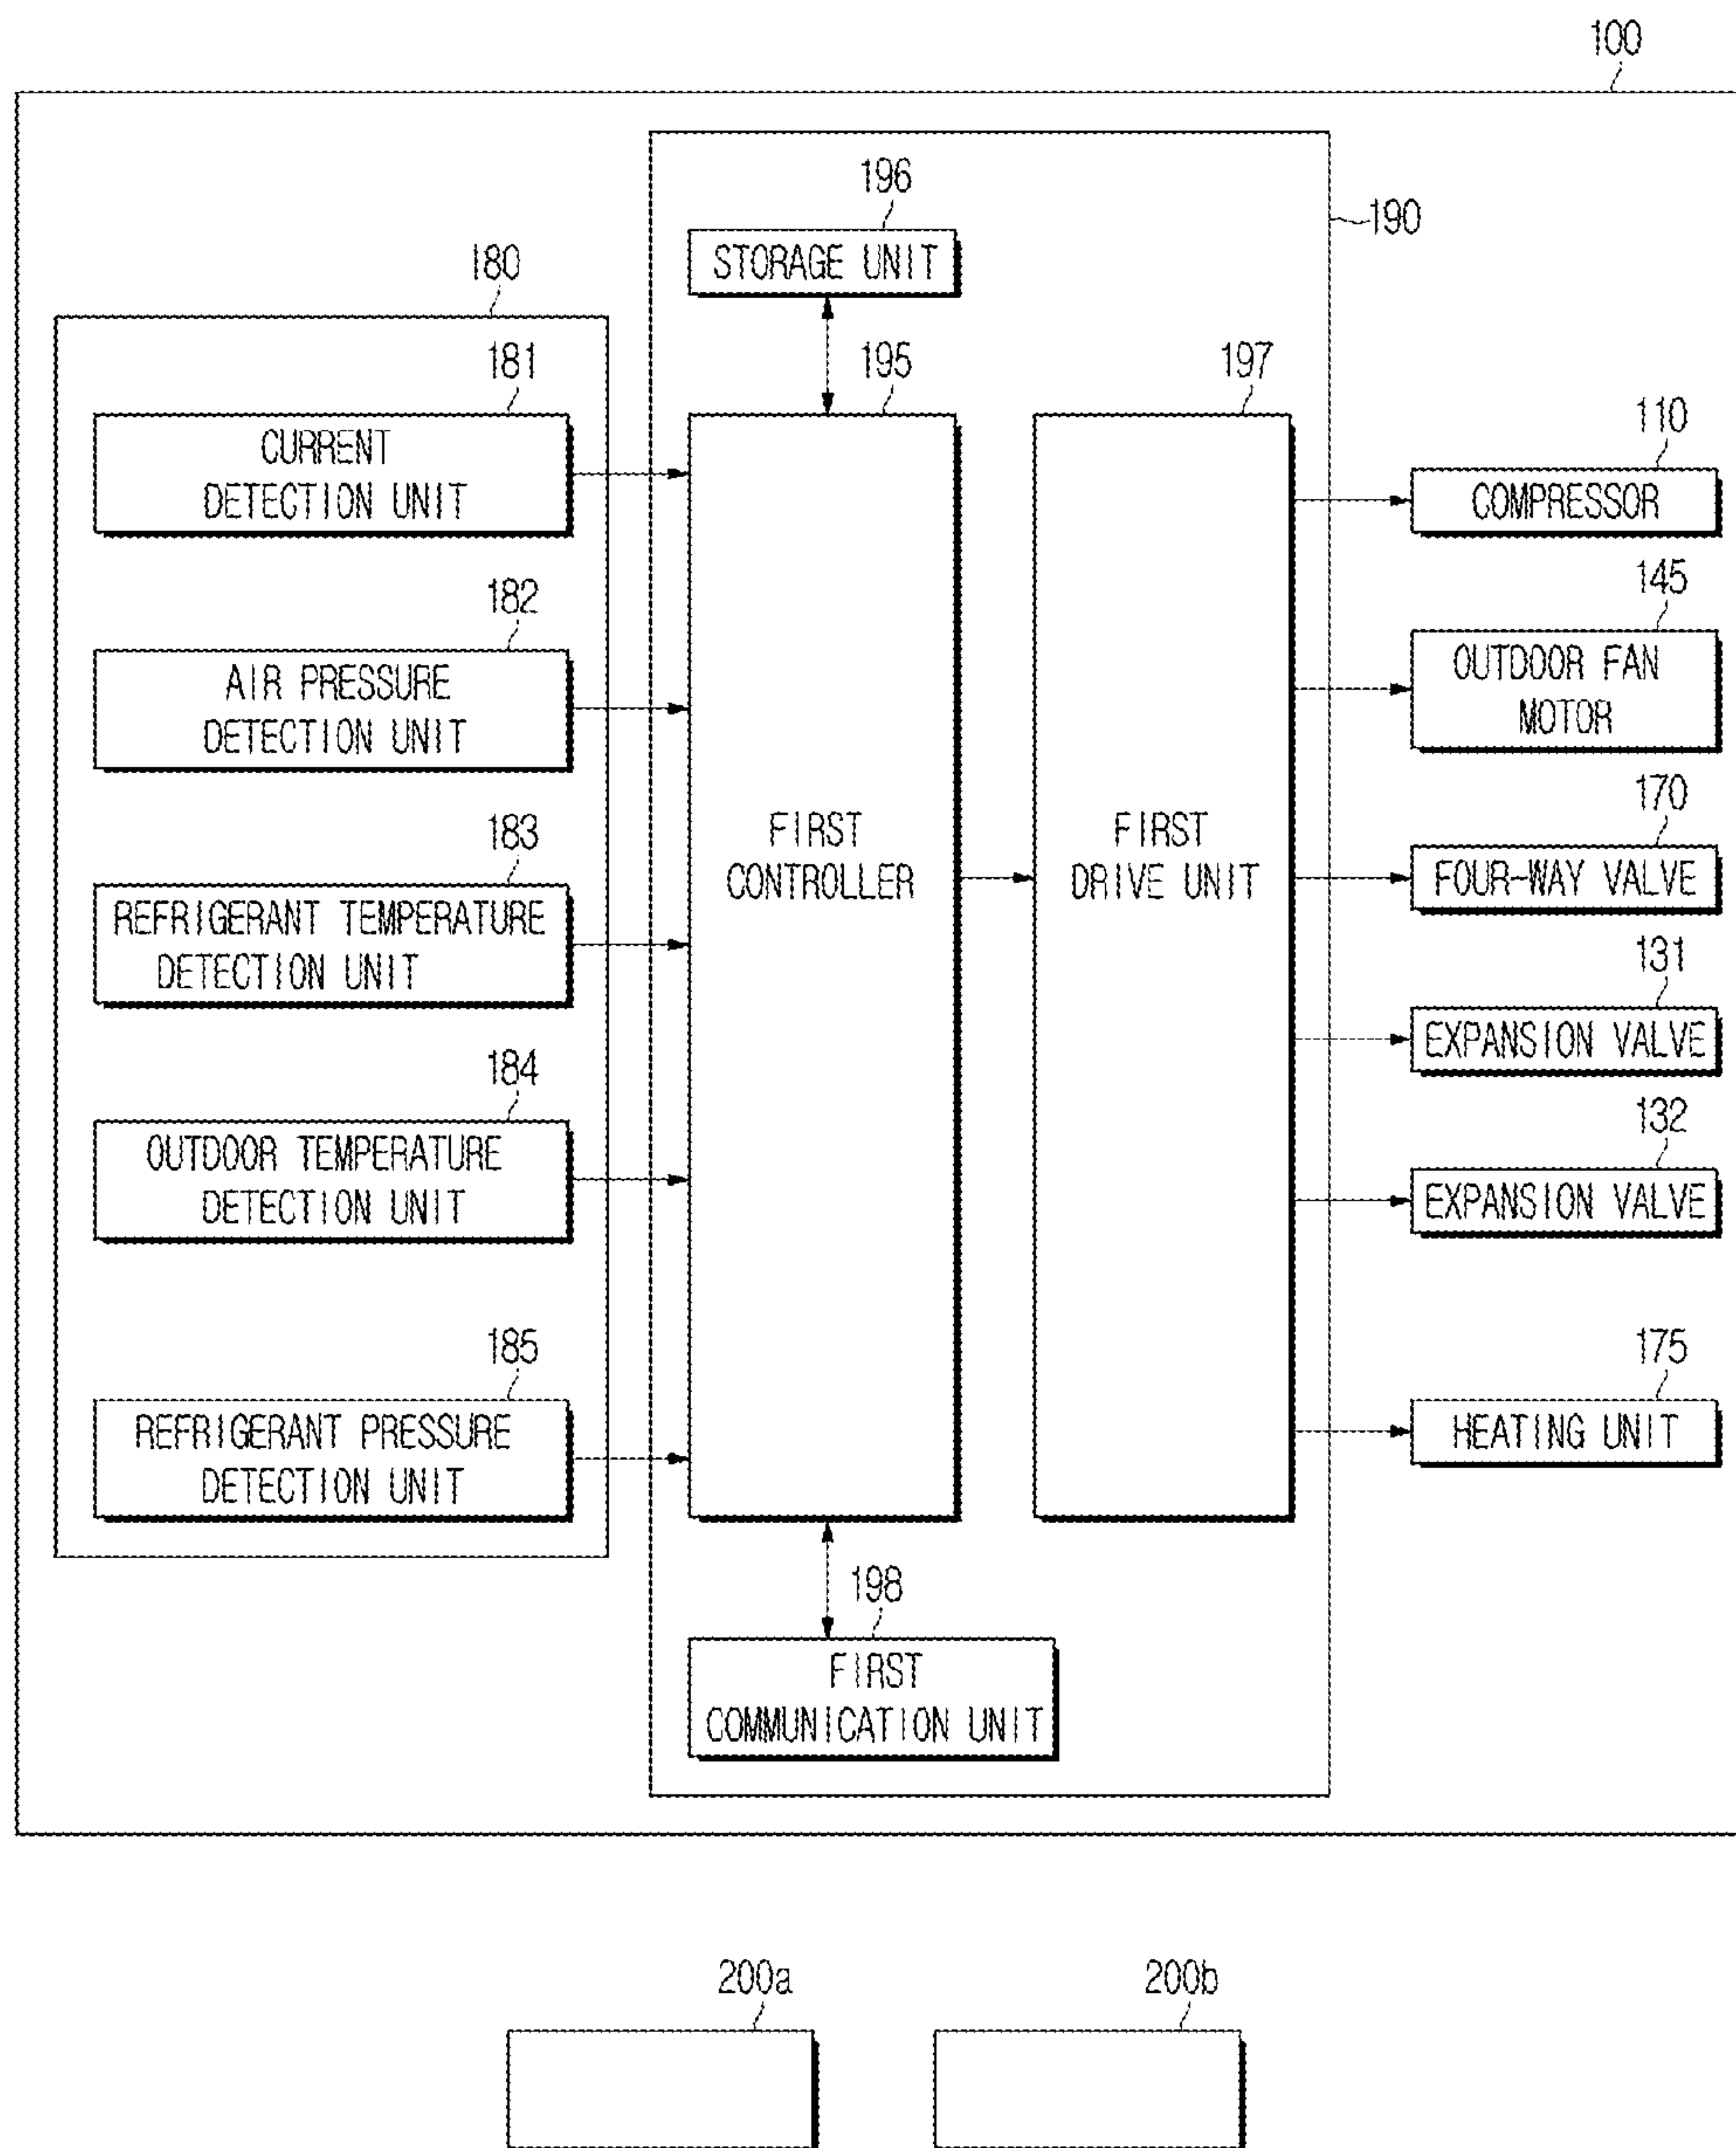 100
196
STORAGE UNIT
190
180
181
CURRENT
DETECTION UNIT
182
AIR PRESSURE
DETECTION UNIT
183
REFRIGERANT TEMPERATURE
DETECTION UNIT
184
OUTDOOR TEMPERATURE
DETECTION UNIT
185
REFRIGERANT PRESSURE
DETECTION UNIT
195
FIRST
CONTROLLER
197
FIRST
DRIVE UNIT
110
COMPRESSOR
145
OUTDOOR FAN
MOTOR
170
FOUR-WAY VALVE
131
EXPANSION VALVE
132
EXPANSION VALVE
175
HEATING UNIT
198
FIRST
COMMUNICATION UNIT
200a
200b